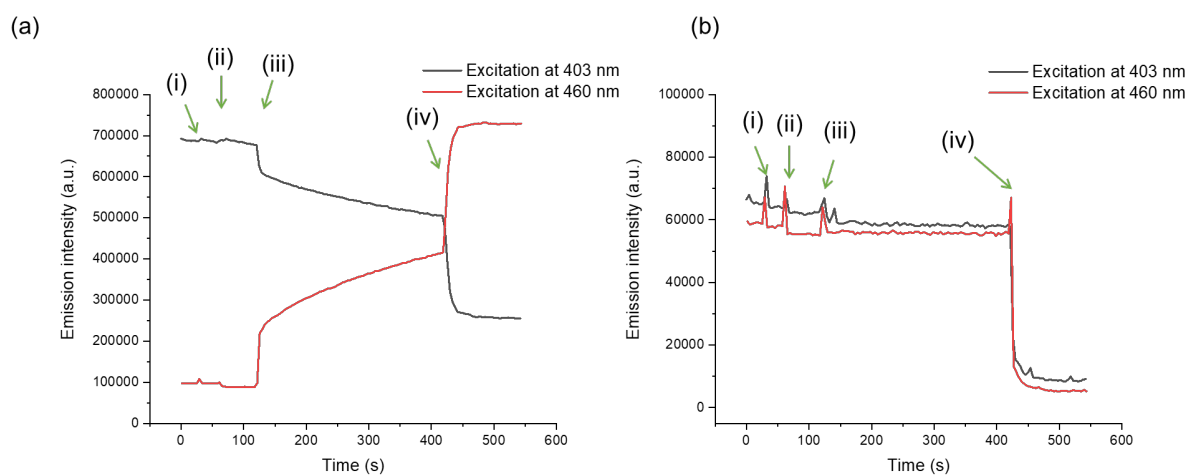 (a)
(i)
(ii)
(iii)
(iv)
Excitation at 403 nm
Excitation at 460 nm
800000
700000
600000
500000
400000
300000
200000
100000
0
Emission intensity (a.u.)
0 100 200 300 400 500 600
Time (s)
(b)
(i)
(ii)
(iii)
(iv)
Excitation at 403 nm
Excitation at 460 nm
100000
80000
60000
40000
20000
0
Emission intensity (a.u.)
0 100 200 300 400 500 600
Time (s)